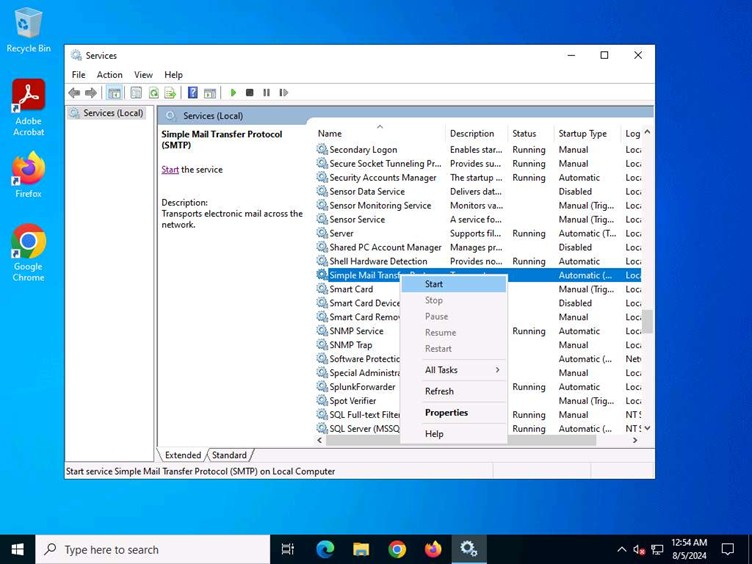 Recycle Bin
Adobe
Acrobat
Firefox
Google
Chrome
Services
File Action View Help
Services (Local)
Services (Local)
Simple Mail Transfer Protocol
(SMTP)
Start the service
Description:
Transports electronic mail across the
network.
Name Description Status Startup Type Log
Secondary Logon Enables star... Running Manual Loca
Secure Socket Tunneling Pr... Provides su... Running Manual Loca
Security Accounts Manager The startup ... Running Automatic Loca
Sensor Data Service Delivers dat... Disabled Loca
Sensor Monitoring Service Monitors va... Manual (Trig... Loca
Sensor Service A service fo... Manual (Trig... Loca
Server Supports fil... Running Automatic (T... Loca
Shared PC Account Manager Manages pr... Disabled Loca
Shell Hardware Detection Provides no... Running Automatic Loca
Simple Mail Transfer Automatic (... Loca
Smart Card Manual (Trig... Loca
Smart Card Device Disabled Loca
Smart Card Remov Manual Loca
SNMP Service Running Automatic Loca
SNMP Trap Manual Loca
Software Protectic Automatic (... Netw
Special Administra Manual Loca
SplunkForwarder Running Automatic Loca
Spot Verifier Manual (Trig... Loca
SQL Full-text Filter Running Manual NT S
SQL Server (MSSQ Running Automatic (... NT S
Start
Stop
Pause
Resume
Restart
All Tasks
Refresh
Properties
Help
Extended Standard
Start service Simple Mail Transfer Protocol (SMTP) on Local Computer
Type here to search
12:54 AM
8/5/2024